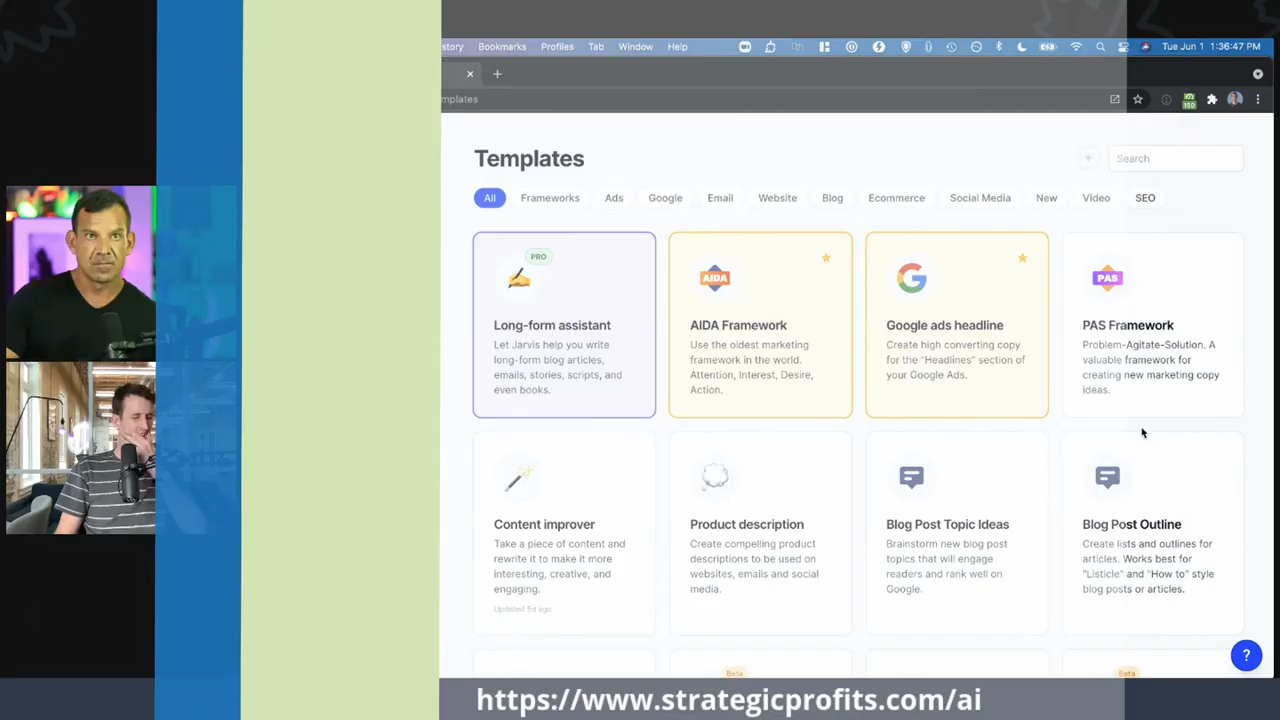 story Bookmarks Profiles Tab Window Help Tue Jun 1 1:36:47 PM
mplates
150
Templates
Search
All Frameworks Ads Google Email Website Blog Ecommerce Social Media New Video SEO
PRO
Long-form assistant
Let Jarvis help you write
long-form blog articles,
emails, stories, scripts, and
even books.
AIDA
AIDA Framework
Use the oldest marketing
framework in the world.
Attention, Interest, Desire,
Action.
Google ads headline
Create high converting copy
for the "Headlines" section of
your Google Ads.
PAS
PAS Framework
Problem-Agitate-Solution. A
valuable framework for
creating new marketing copy
ideas.
Content improver
Take a piece of content and
rewrite it to make it more
interesting, creative, and
engaging.
Updated 5d ago
Product description
Create compelling product
descriptions to be used on
websites, emails and social
media.
Blog Post Topic Ideas
Brainstorm new blog post
topics that will engage
readers and rank well on
Google.
Blog Post Outline
Create lists and outlines for
articles. Works best for
"Listicle" and "How to" style
blog posts or articles.
Beta
Beta
?
https://www.strategicprofits.com/ai